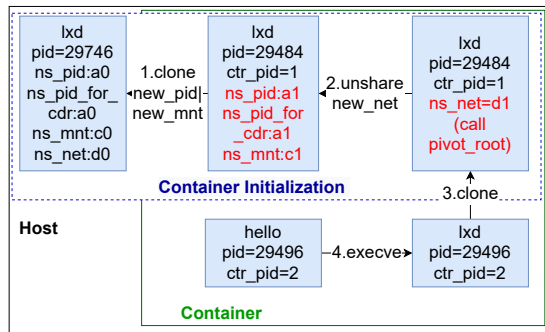 lxd
pid=29746
ns_pid:a0
ns_pid_for_
cdr:a0
ns_mnt:c0
ns_net:d0
1.clone
new_pid|
new_mnt
lxd
pid=29484
ctr_pid=1
ns_pid:a1
ns_pid_for
_cdr:a1
ns_mnt:c1
2.unshare
new_net
lxd
pid=29484
ctr_pid=1
ns_net=d1
(call
pivot_root)
Container Initialization
3.clone
Host
hello
pid=29496
ctr_pid=2
4.execve
lxd
pid=29496
ctr_pid=2
Container